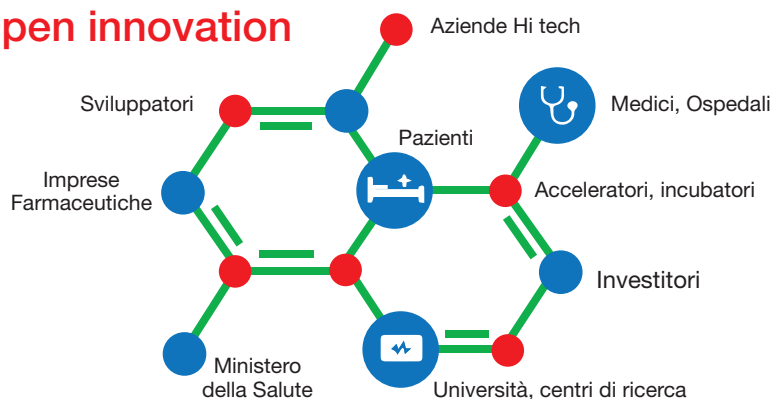 pen innovation
Aziende Hi tech
Sviluppatori
Medici, Ospedali
Pazienti
Imprese
Farmaceutiche
Acceleratori, incubatori
Investitori
Ministero
della Salute
Università, centri di ricerca